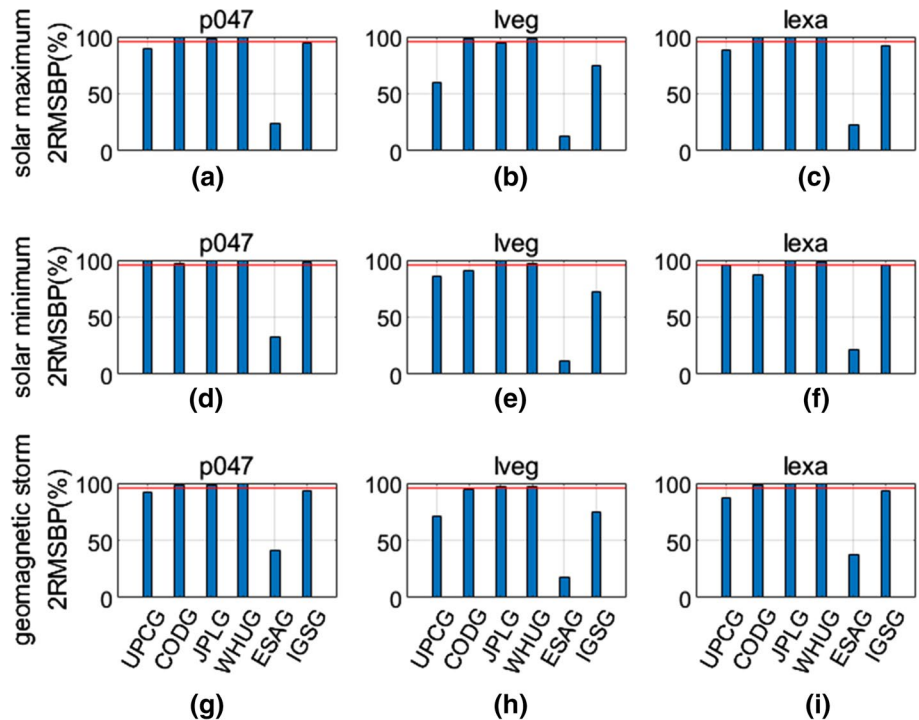 p047
lveg
lexa
solar maximum
2RMSBP(%)
100
50
0
100
50
0
100
50
0
(a)
(b)
(c)
p047
lveg
lexa
solar minimum
2RMSBP(%)
100
50
0
100
50
0
100
50
0
(d)
(e)
(f)
p047
lveg
lexa
geomagnetic storm
2RMSBP(%)
100
50
0
100
50
0
100
50
0
UPCG
CODG
JPLG
WHUG
ESAG
IGSG
UPCG
CODG
JPLG
WHUG
ESAG
IGSG
UPCG
CODG
JPLG
WHUG
ESAG
IGSG
(g)
(h)
(i)